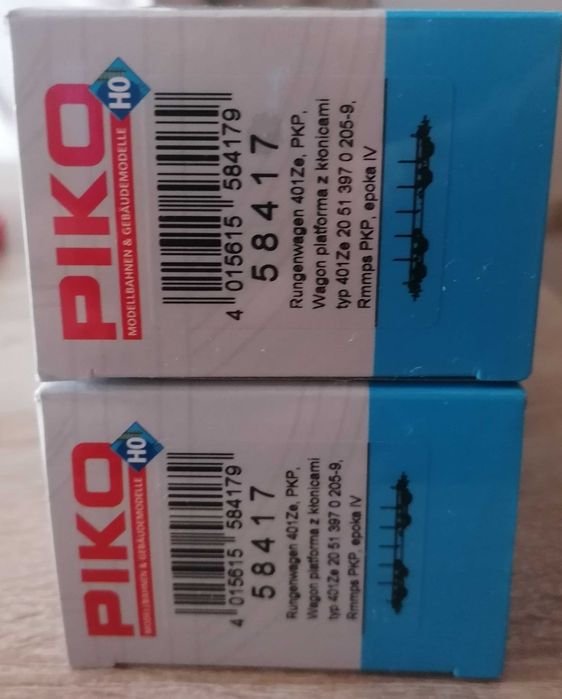 PIKO
H0
MODELLBAHNEN & GEBÄUDEMODELLE
4 015615 584179
58417
Rungenwagen 401Ze, PKP,
Wagon platforma z kłonicami
typ 401Ze 20 51 397 0 205-9,
Rmmps PKP, epoka IV
PIKO
H0
MODELLBAHNEN & GEBÄUDEMODELLE
4 015615 584179
58417
Rungenwagen 401Ze, PKP,
Wagon platforma z kłonicami
typ 401Ze 20 51 397 0 205-9,
Rmmps PKP, epoka IV